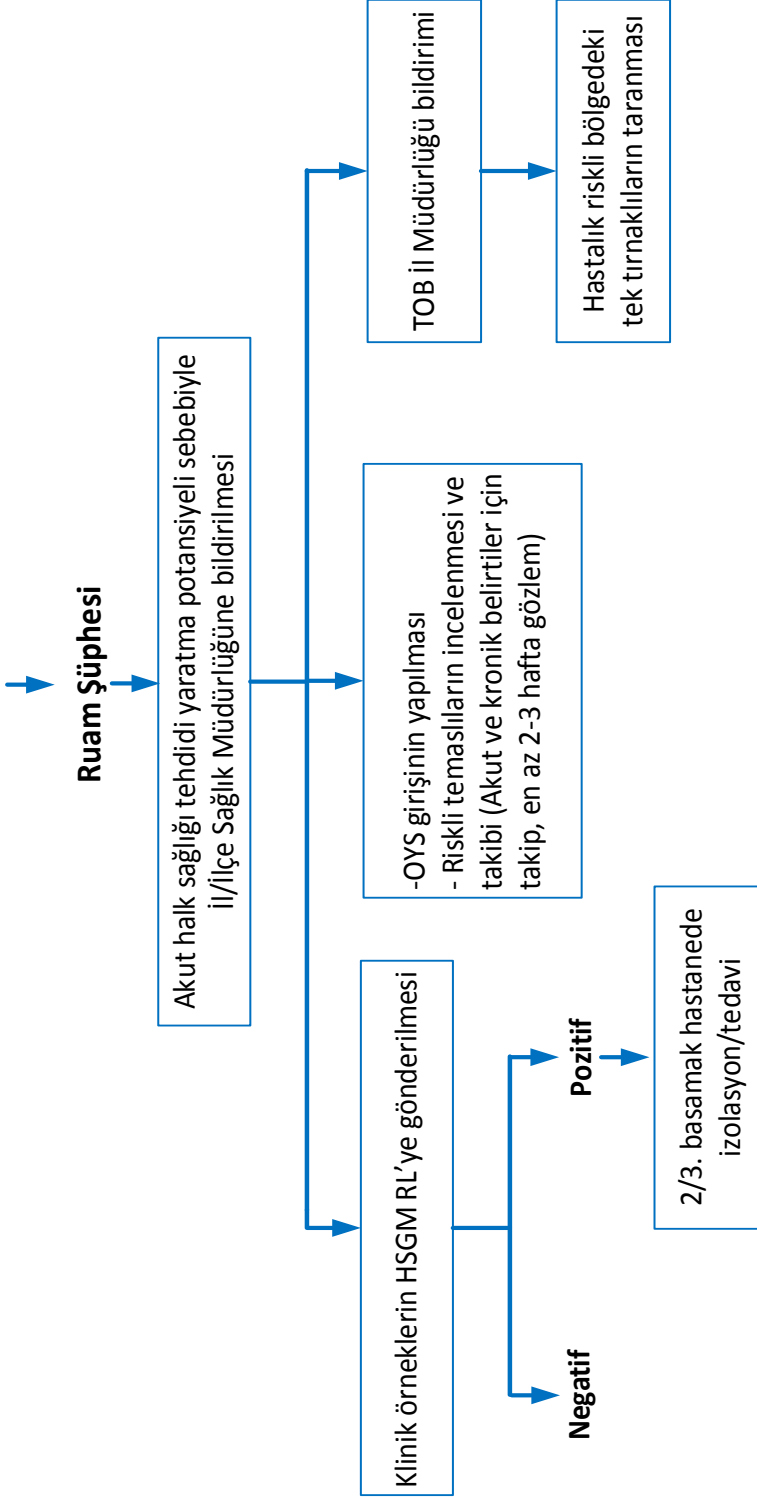 Ruam Şüphesi
Akut halk sağlığı tehdidi yaratma potansiyeli sebebiyle
İl/İlçe Sağlık Müdürlüğüne bildirilmesi
Klinik örneklerin HSGM RL’ye gönderilmesi
Negatif
Pozitif
2/3. basamak hastanede
izolasyon/tedavi
-OYS girişinin yapılması
- Riskli temaslıların incelenmesi ve
takibi (Akut ve kronik belirtiler için
takip, en az 2-3 hafta gözlem)
TOB İl Müdürlüğü bildirimi
Hastalık riskli bölgedeki
tek tırnaklıların taranması